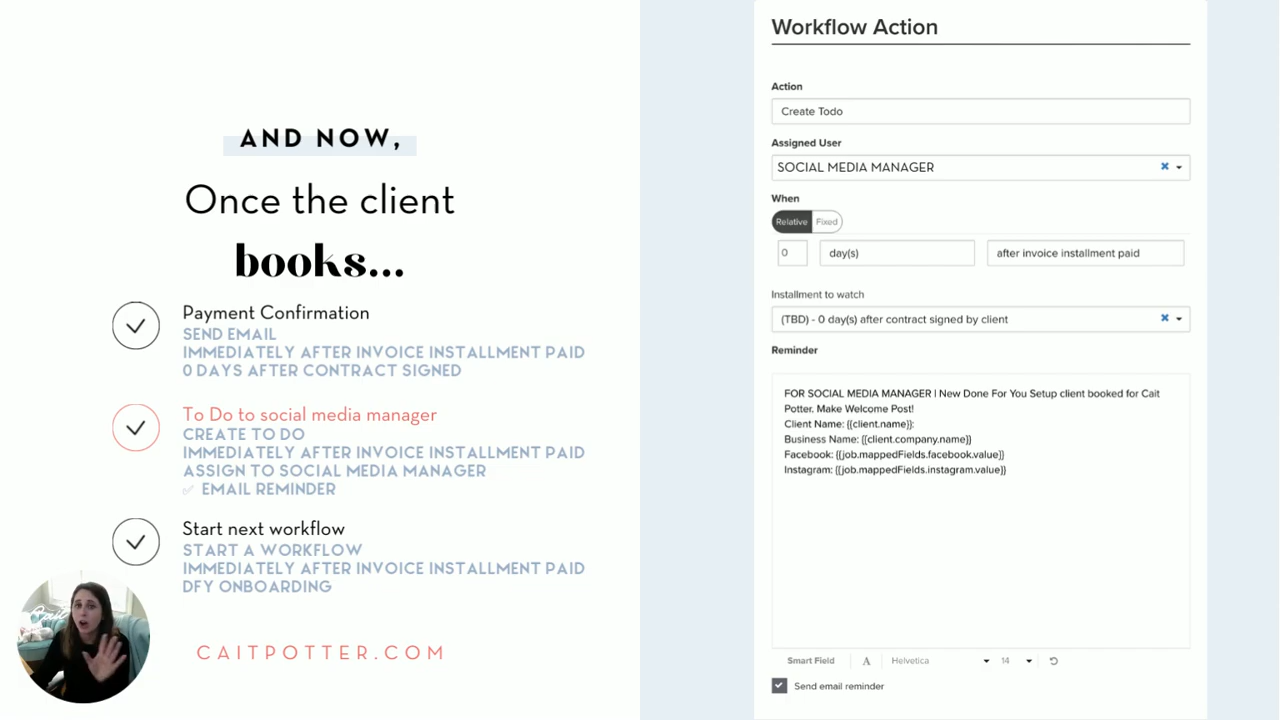 AND NOW,
Once the client
books...
Payment Confirmation
SEND EMAIL
IMMEDIATELY AFTER INVOICE INSTALLMENT PAID
0 DAYS AFTER CONTRACT SIGNED
To Do to social media manager
CREATE TO DO
IMMEDIATELY AFTER INVOICE INSTALLMENT PAID
ASSIGN TO SOCIAL MEDIA MANAGER
✅ EMAIL REMINDER
Start next workflow
START A WORKFLOW
IMMEDIATELY AFTER INVOICE INSTALLMENT PAID
DFY ONBOARDING
CAITPOTTER.COM
Workflow Action
Action
Create Todo
Assigned User
SOCIAL MEDIA MANAGER
When
Relative Fixed
0 day(s) after invoice installment paid
Installment to watch
(TBD) - 0 day(s) after contract signed by client
Reminder
FOR SOCIAL MEDIA MANAGER | New Done For You Setup client booked for Cait
Potter. Make Welcome Post!
Client Name: {{client.name}}:
Business Name: {{client.company.name}}
Facebook: {{job.mappedFields.facebook.value}}
Instagram: {{job.mappedFields.instagram.value}}
Smart Field A Helvetica 14
Send email reminder